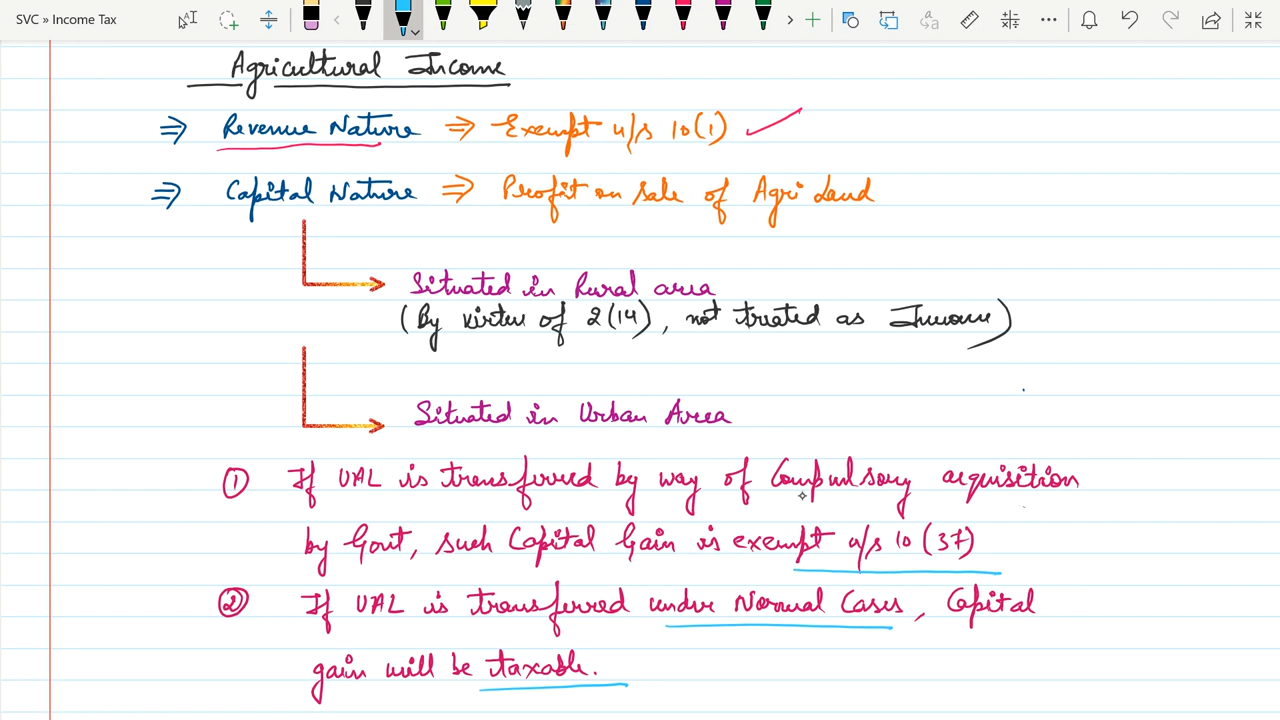 SVC » Income Tax
Agricultural Income
⇒ Revenue Nature ⇒ Exempt u/s 10(1) ✓
⇒ Capital Nature ⇒ Profit on sale of Agri Land
Situated in Rural area
(By virtue of 2(14), not treated as Income)
Situated in Urban Area
① If UAL is transferred by way of Compulsory acquisition
by Govt, such Capital Gain is exempt u/s 10(37)
② If UAL is transferred under Normal Cases, Capital
gain will be taxable.